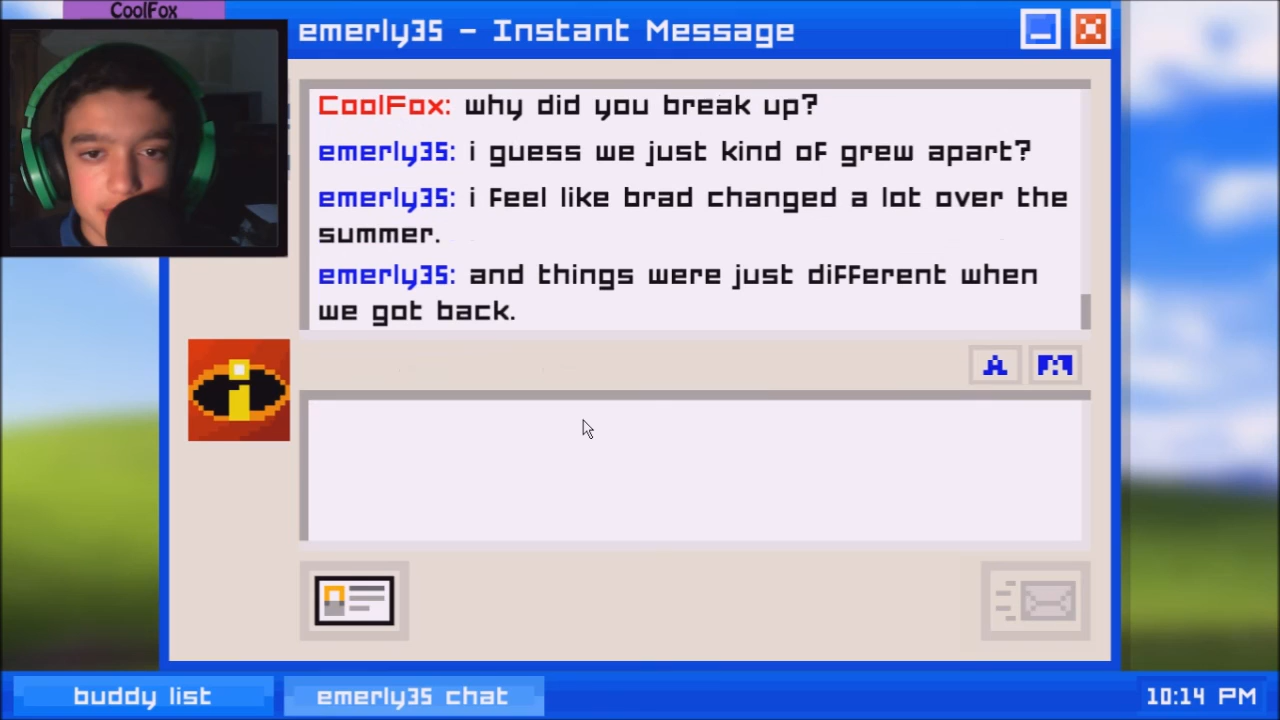 CoolFox
emerly35 - Instant Message
CoolFox: why did you break up?
emerly35: i guess we just kind of grew apart?
emerly35: i feel like brad changed a lot over the
summer.
emerly35: and things were just different when
we got back.
i
A
buddy list
emerly35 chat
10:14 PM